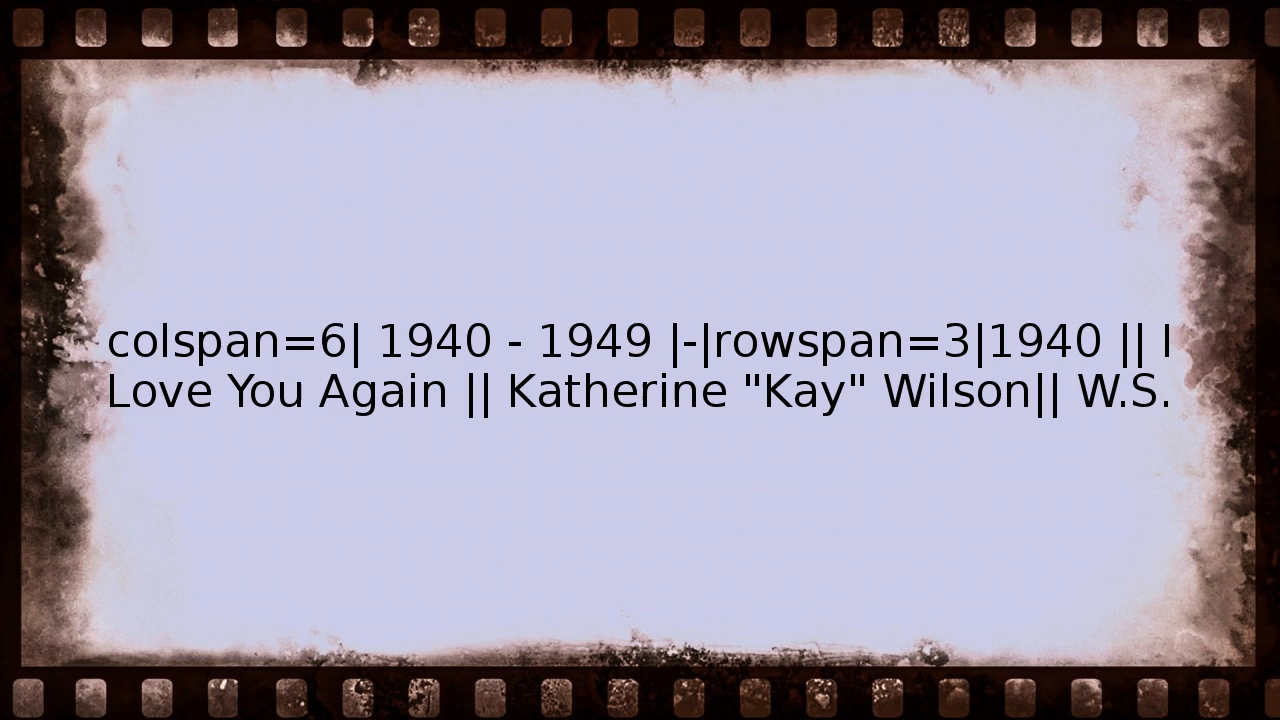 colspan=6| 1940 - 1949 |-|rowspan=3|1940 || I
Love You Again || Katherine "Kay" Wilson|| W.S.